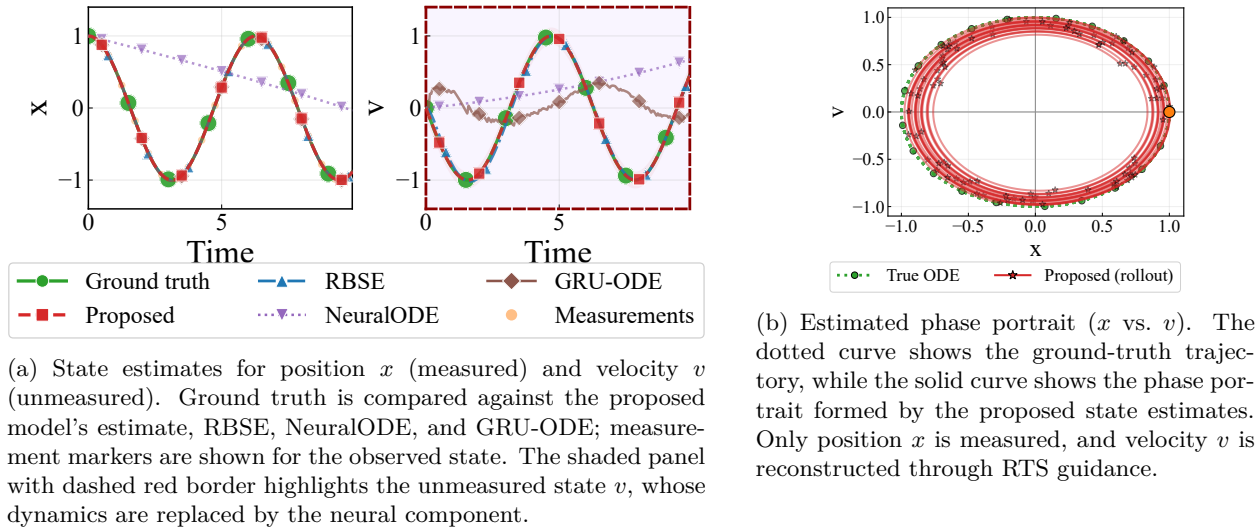 x
1
0
−1
0
5
Time
v
1
0
−1
0
5
Time
Ground truth
RBSE
GRU-ODE
Proposed
NeuralODE
Measurements
(a) State estimates for position x (measured) and velocity v
(unmeasured). Ground truth is compared against the proposed
model's estimate, RBSE, NeuralODE, and GRU-ODE; measure-
ment markers are shown for the observed state. The shaded panel
with dashed red border highlights the unmeasured state v, whose
dynamics are replaced by the neural component.
v
1.0
0.5
0.0
−0.5
−1.0
−1.0
−0.5
0.0
0.5
1.0
x
True ODE
Proposed (rollout)
(b) Estimated phase portrait (x vs. v). The
dotted curve shows the ground-truth trajec-
tory, while the solid curve shows the phase por-
trait formed by the proposed state estimates.
Only position x is measured, and velocity v is
reconstructed through RTS guidance.